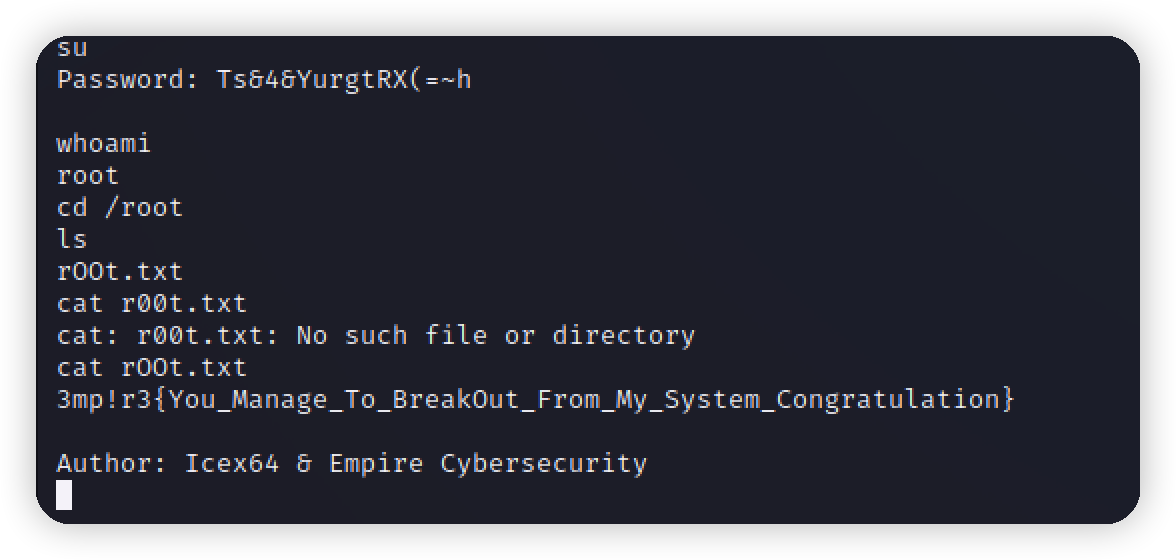 su
Password: Ts&4&YurgtRX(=~h
whoami
root
cd /root
ls
rOOt.txt
cat r00t.txt
cat: r00t.txt: No such file or directory
cat rOOt.txt
3mp!r3{You_Manage_To_BreakOut_From_My_System_Congratulation}
Author: Icex64 & Empire Cybersecurity